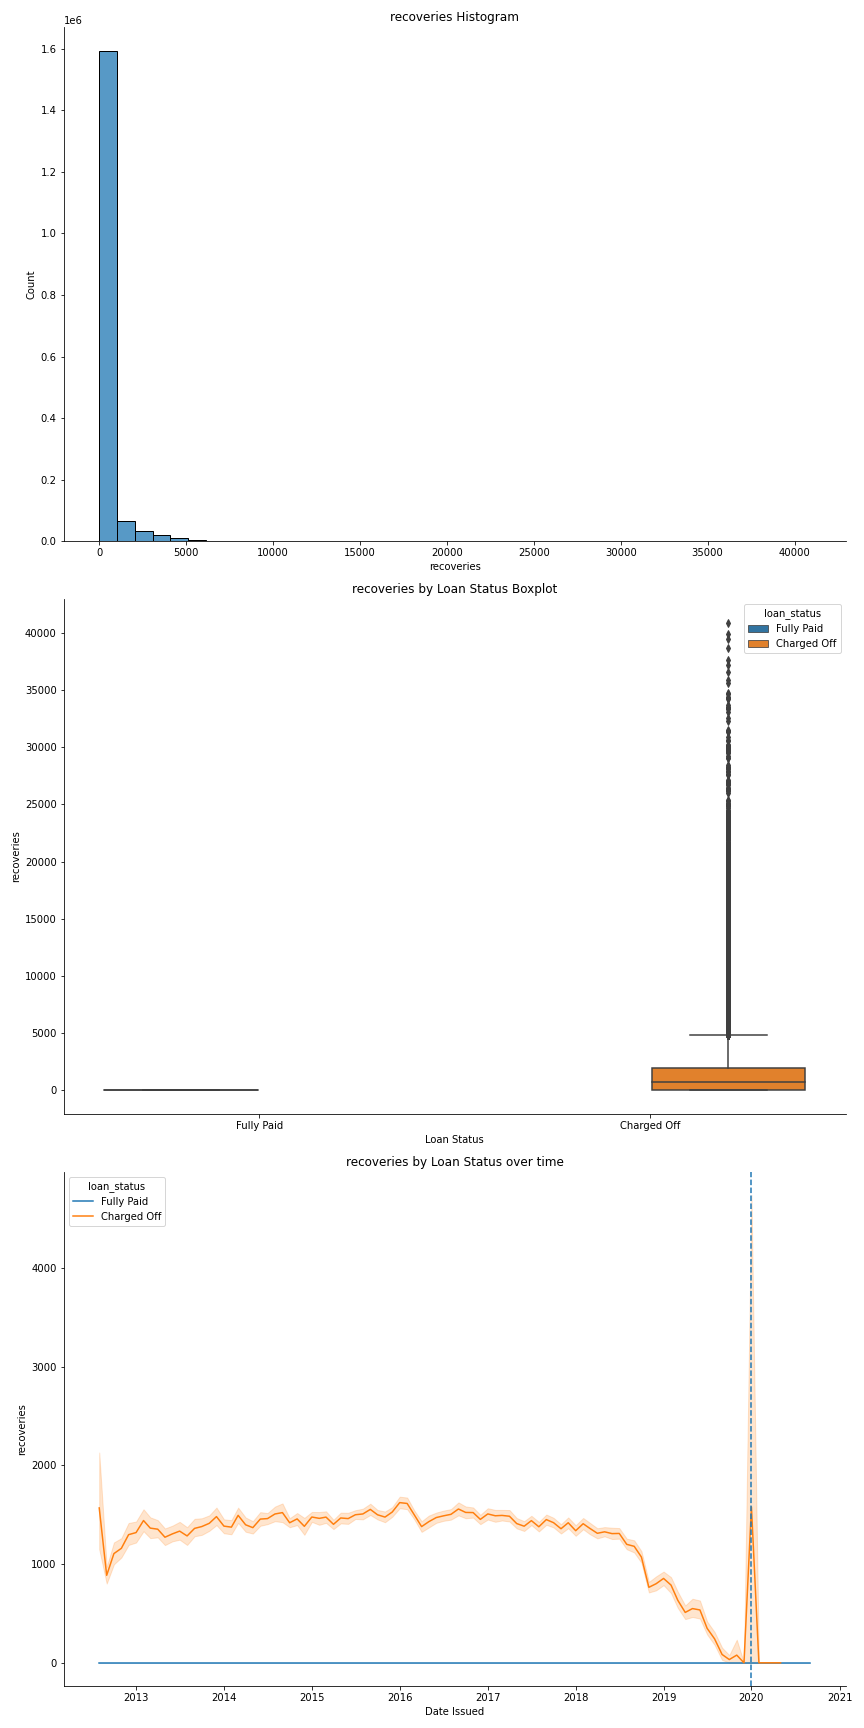 recoveries Histogram
1e6
1.6
1.4
1.2
1.0
0.8
0.6
0.4
0.2
0.0
Count
0 5000 10000 15000 20000 25000 30000 35000 40000
recoveries
recoveries by Loan Status Boxplot
loan_status
Fully Paid
Charged Off
40000
35000
30000
25000
20000
15000
10000
5000
0
recoveries
Fully Paid Charged Off
Loan Status
recoveries by Loan Status over time
loan_status
Fully Paid
Charged Off
4000
3000
2000
1000
0
recoveries
2013 2014 2015 2016 2017 2018 2019 2020 2021
Date Issued